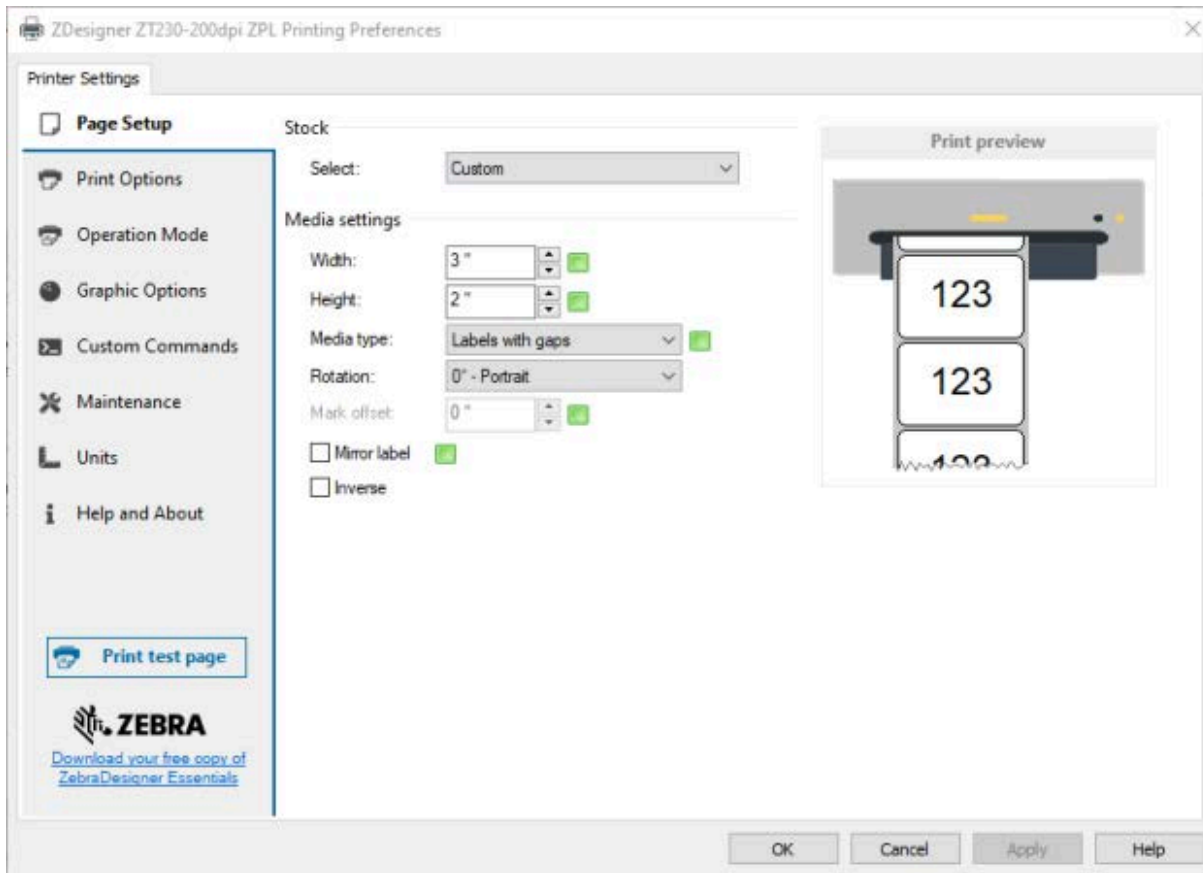 ZDesigner ZT230-200dpi ZPL Printing Preferences
Printer Settings
Page Setup
Print Options
Operation Mode
Graphic Options
Custom Commands
Maintenance
Units
Help and About
Print test page
ZEBRA
Download your free copy of
ZebraDesigner Essentials
Stock
Select: Custom
Media settings
Width: 3 "
Height: 2 "
Media type: Labels with gaps
Rotation: 0° - Portrait
Mark offset: 0 "
Mirror label
Inverse
Print preview
123
123
123
OK Cancel Apply Help